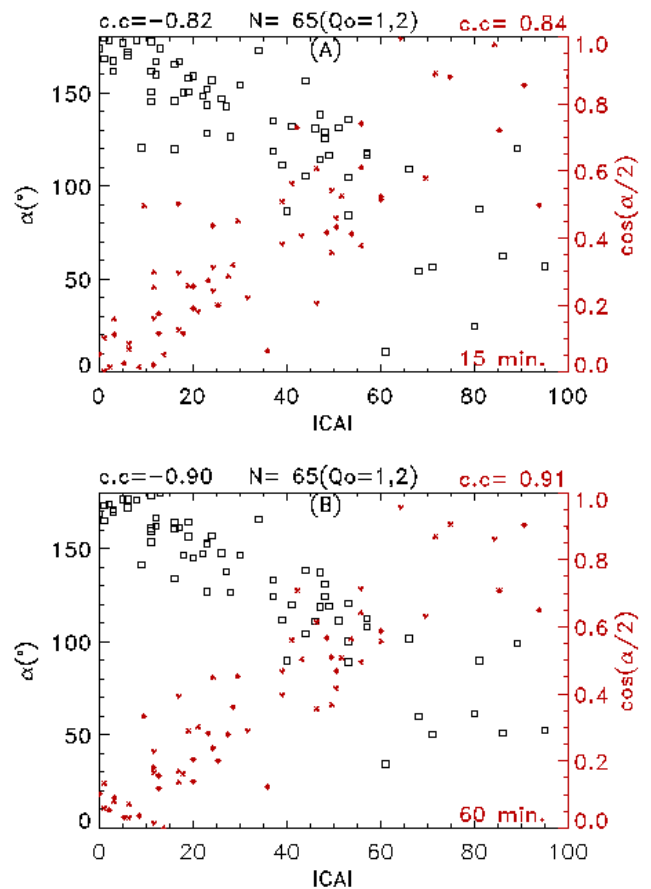 c.c=-0.82 N= 65(Qo=1,2) c.c= 0.84
(A)
150
100
50
0
α(°)
1.0
0.8
0.6
0.4
0.2
0.0
cos(α/2)
15 min.
0 20 40 60 80 100
ICAI
c.c=-0.90 N= 65(Qo=1,2) c.c= 0.91
(B)
150
100
50
0
α(°)
1.0
0.8
0.6
0.4
0.2
0.0
cos(α/2)
60 min.
0 20 40 60 80 100
ICAI